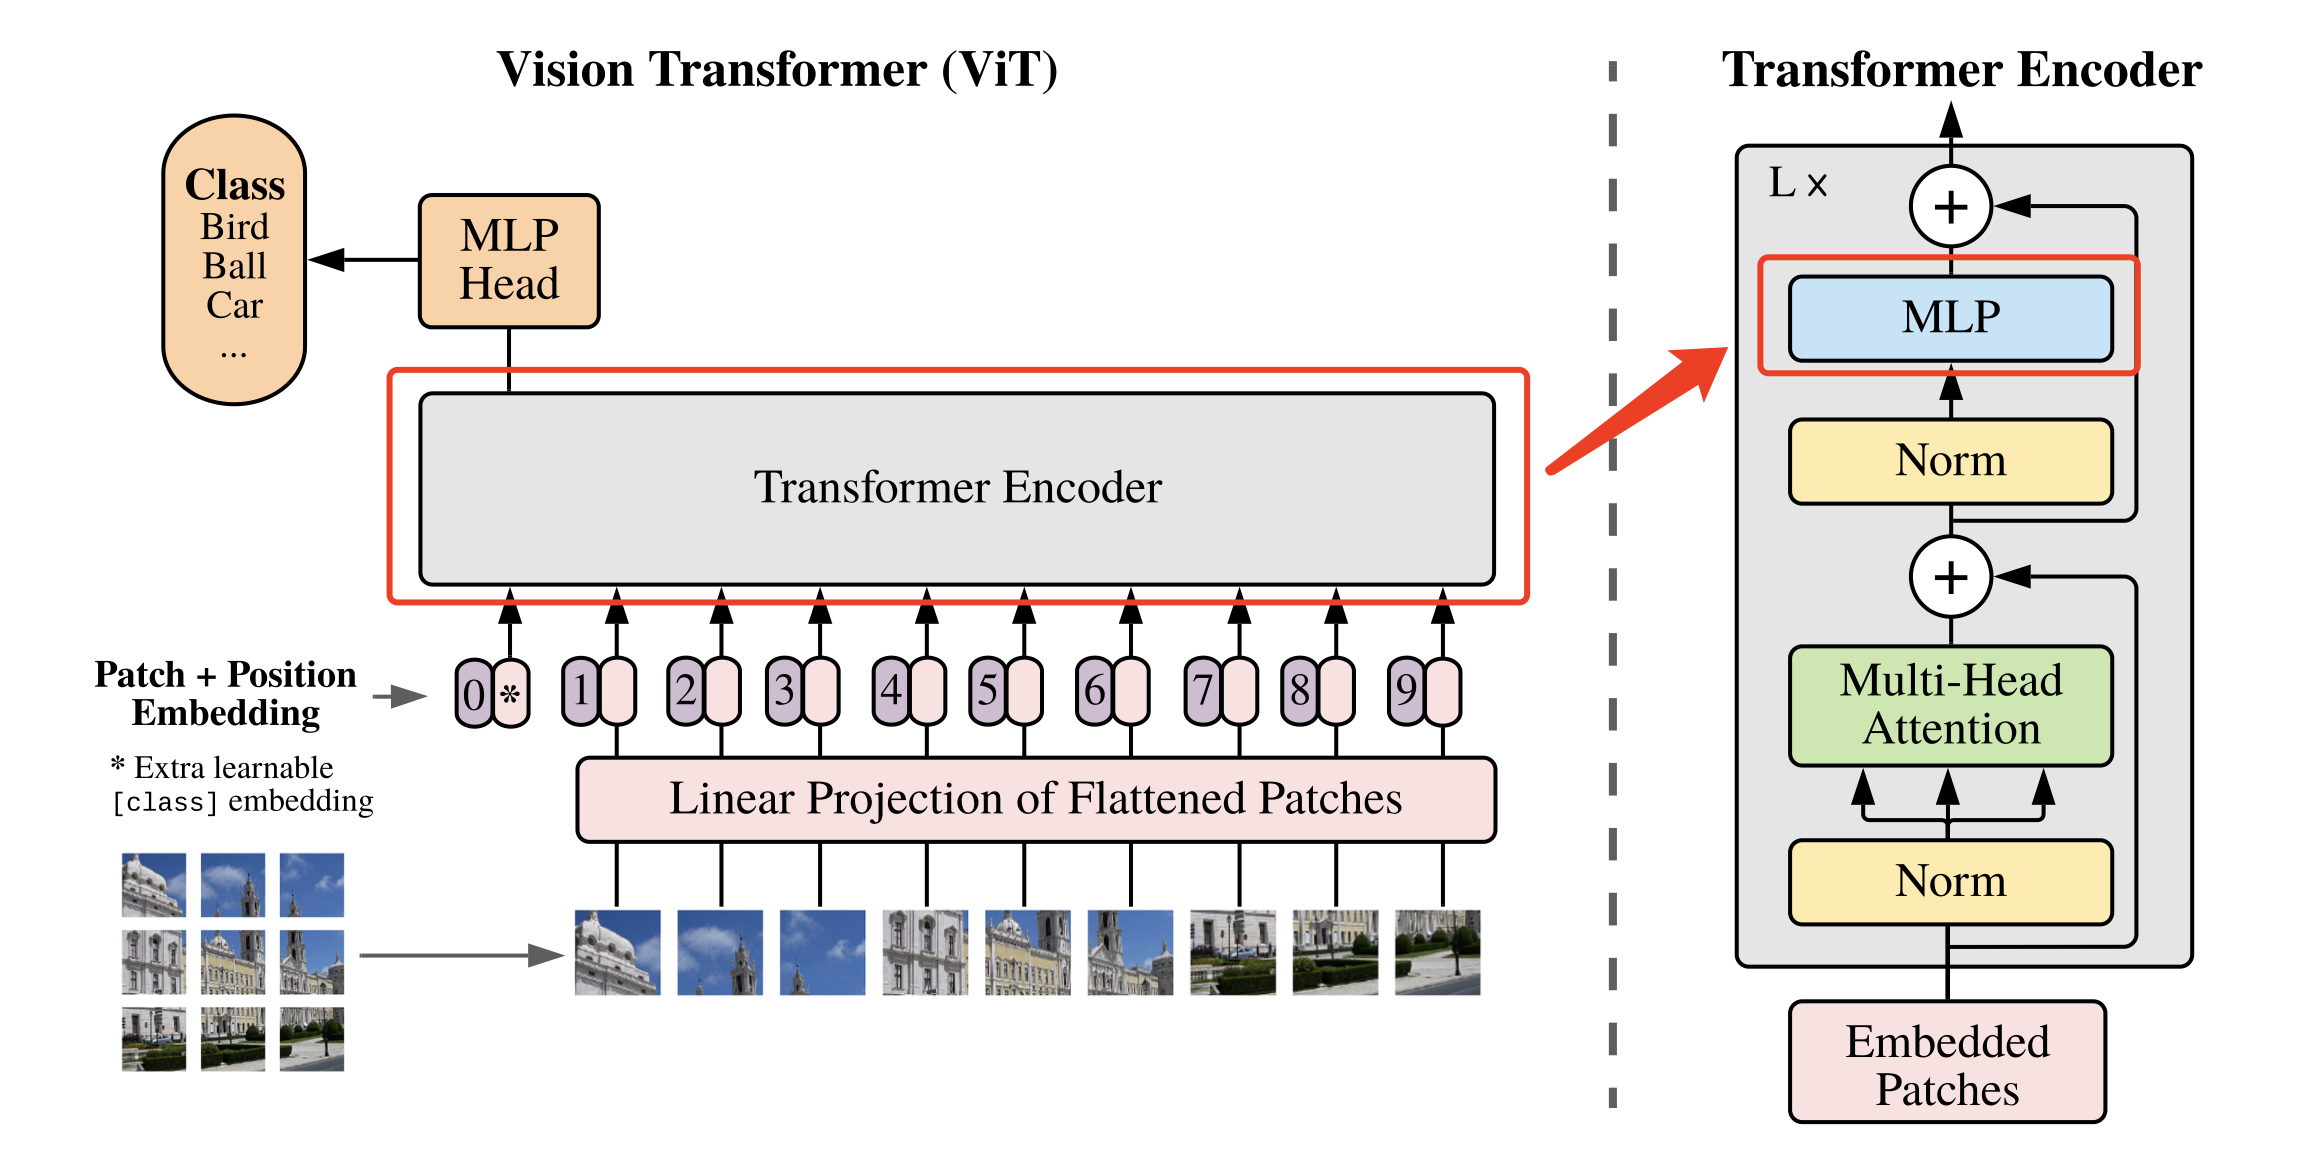 Vision Transformer (ViT)
Class
Bird
Ball
Car
...
MLP
Head
Transformer Encoder
Patch + Position
Embedding
0 * 1 2 3 4 5 6 7 8 9
* Extra learnable
[class] embedding
Linear Projection of Flattened Patches
Transformer Encoder
L ×
+
MLP
Norm
+
Multi-Head
Attention
Norm
Embedded
Patches